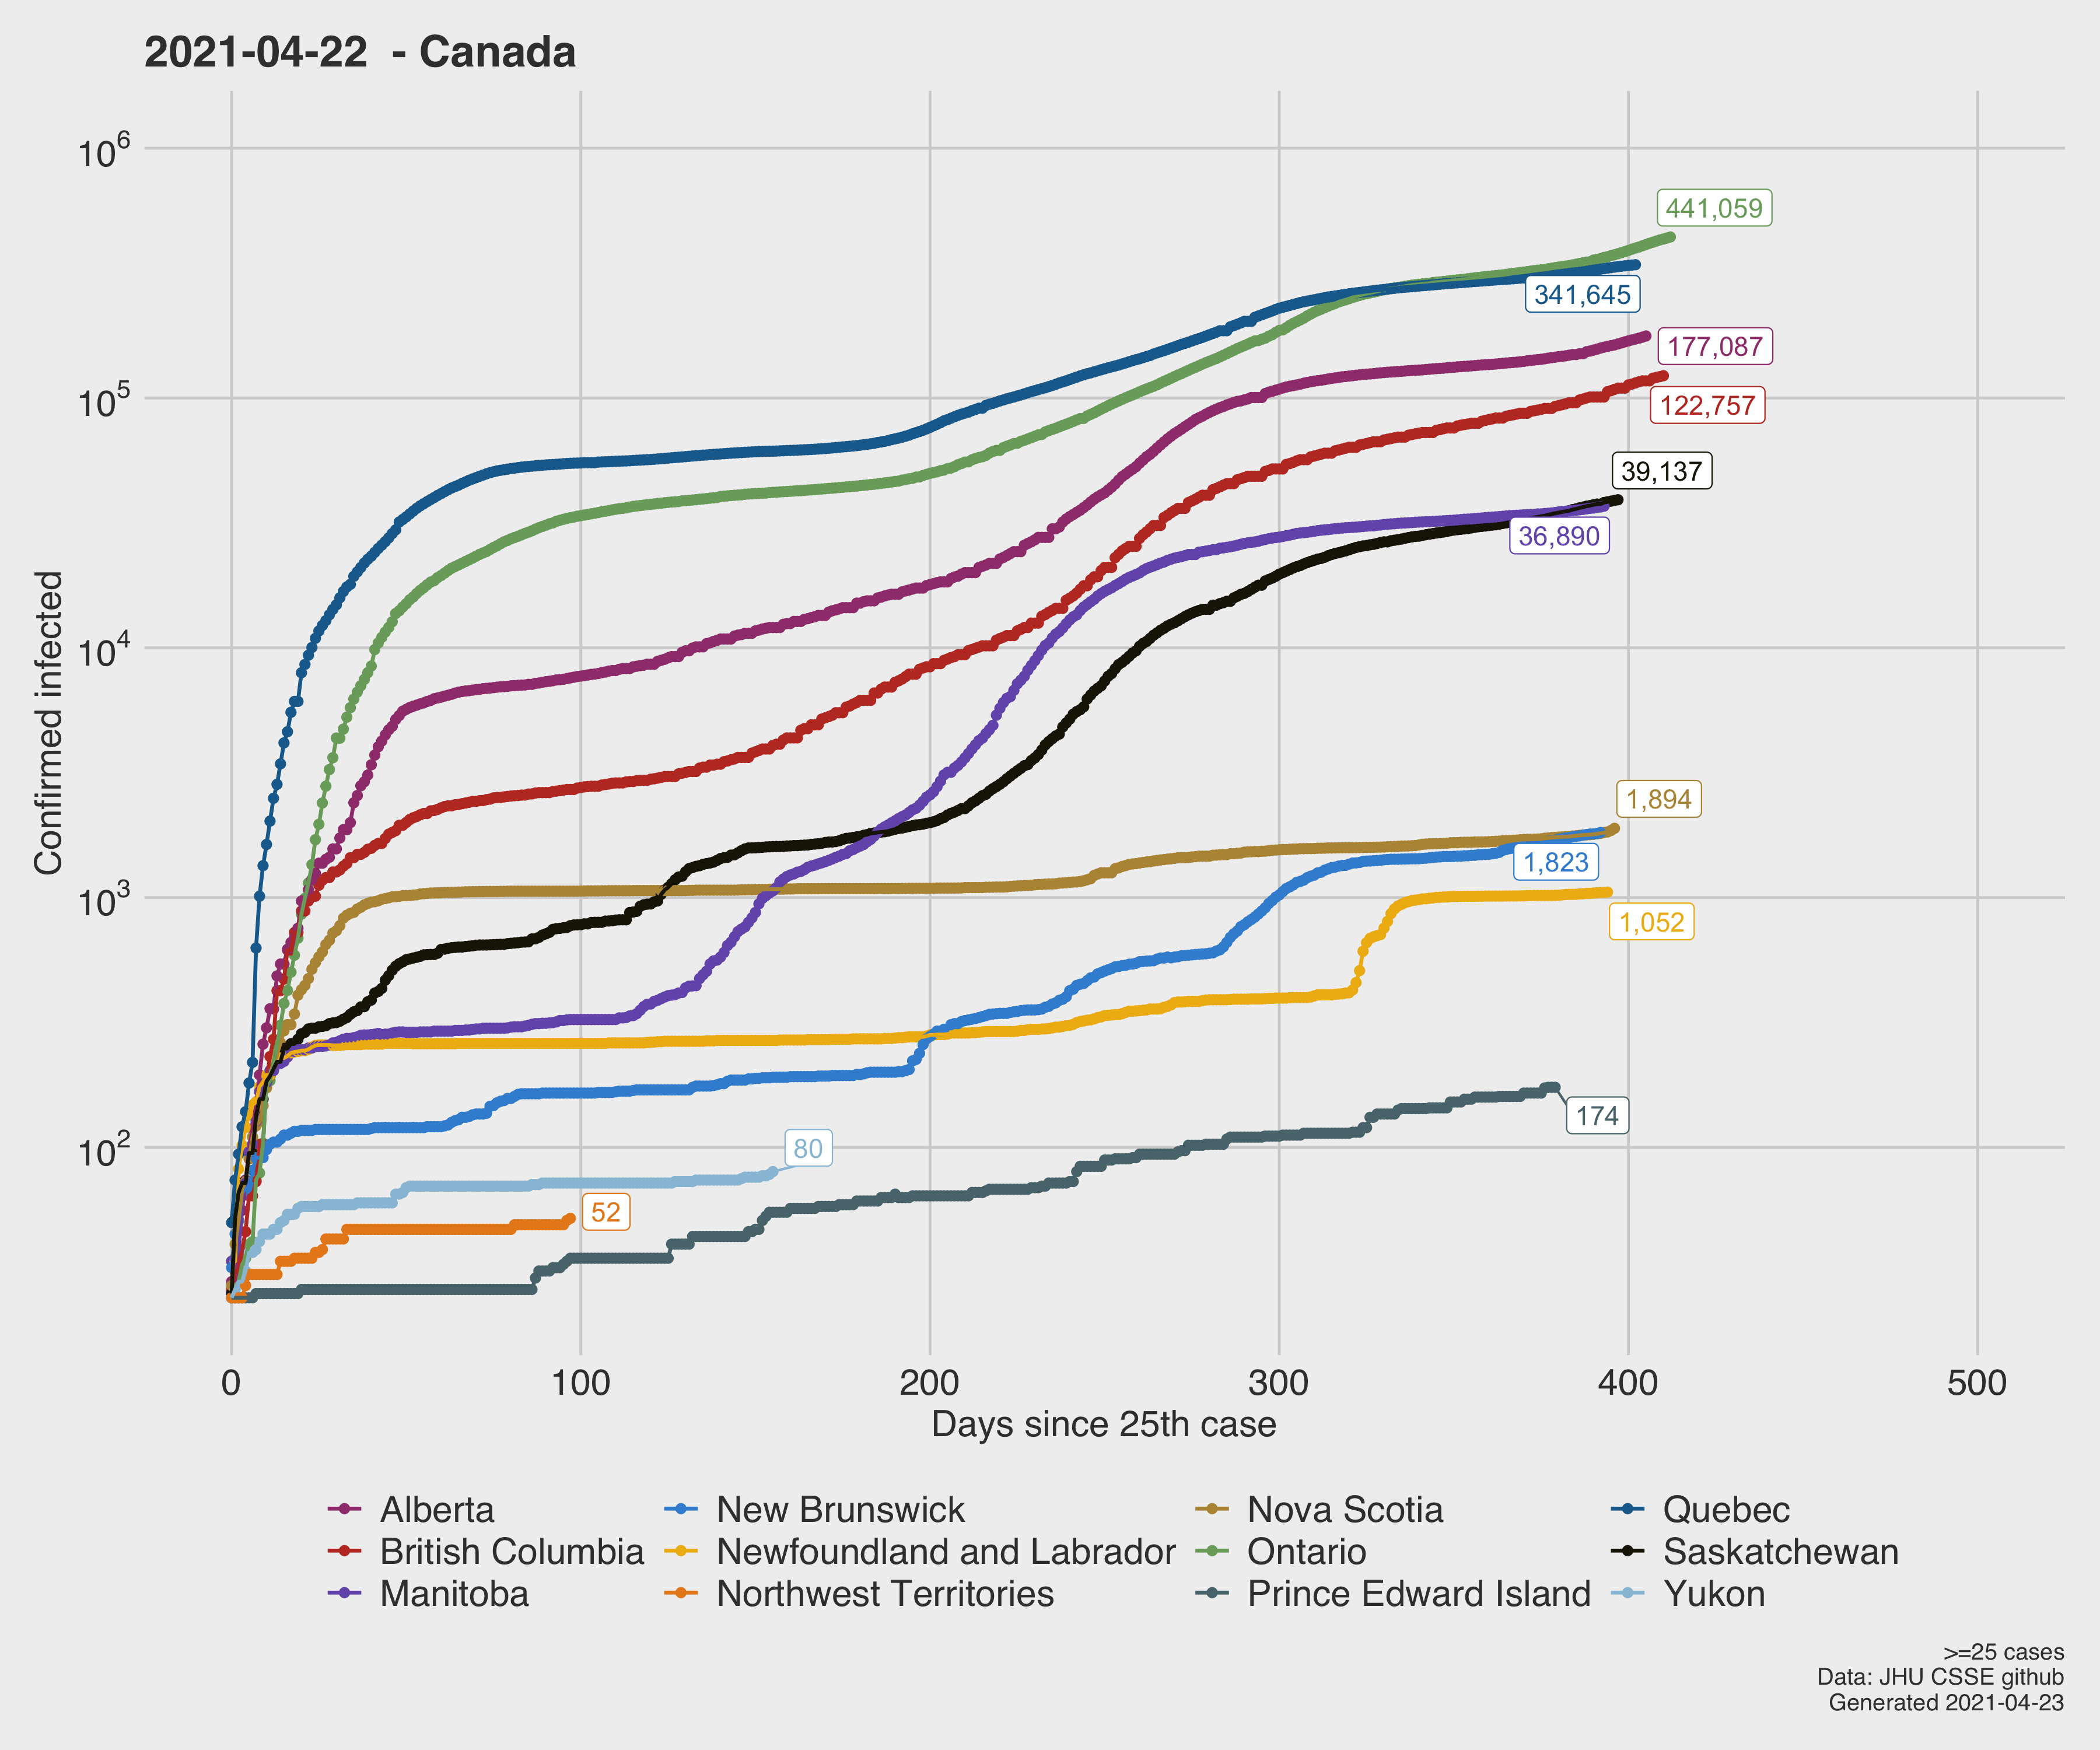 2021-04-22 - Canada
10^6
10^5
10^4
10^3
10^2
Confirmed infected
441,059
341,645
177,087
122,757
39,137
36,890
1,894
1,823
1,052
174
80
52
0 100 200 300 400 500
Days since 25th case
Alberta New Brunswick Nova Scotia Quebec
British Columbia Newfoundland and Labrador Ontario Saskatchewan
Manitoba Northwest Territories Prince Edward Island Yukon
>=25 cases
Data: JHU CSSE github
Generated 2021-04-23